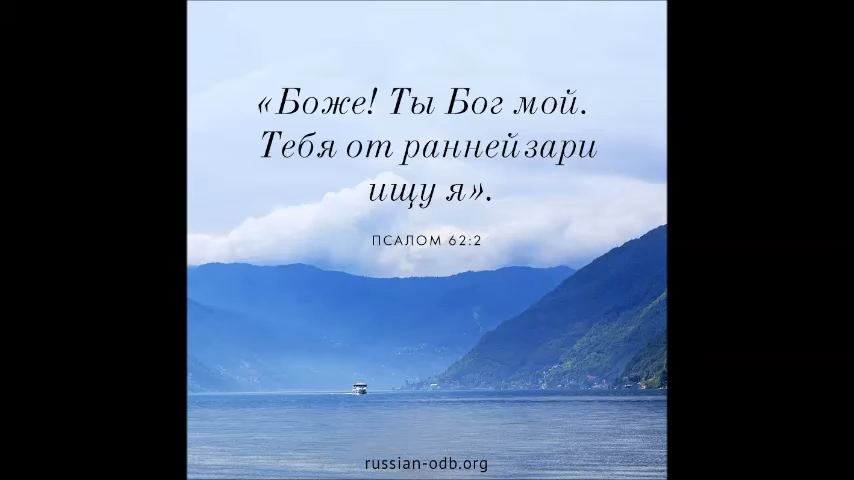 «Боже! Ты Бог мой.
Тебя от ранней зари
ищу я».
ПСАЛОМ 62:2
russian-odb.org